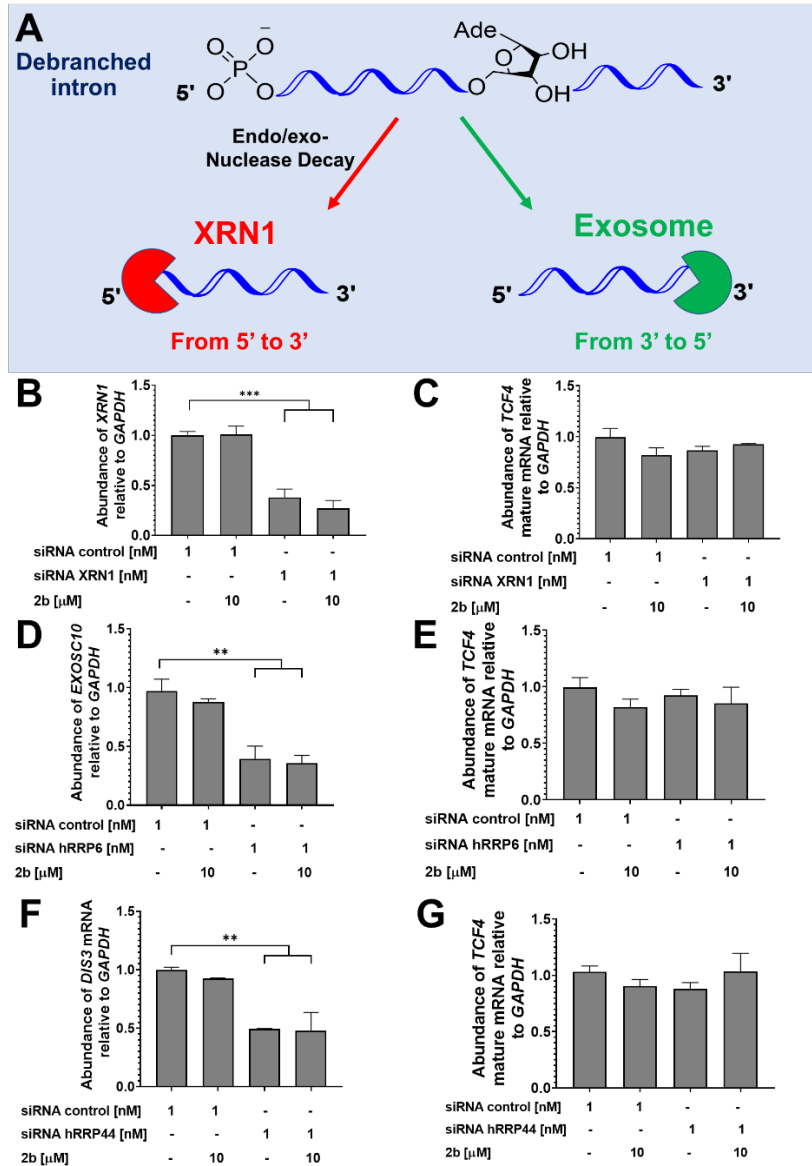 A
Debranched
intron
5'
O
P
O
O
−
O
Ade
O
O
OH
OH
3'
Endo/exo-
Nuclease Decay
XRN1
Exosome
5'
3'
3'
From 5' to 3'
From 3' to 5'
B
Abundance of XRN1
relative to GAPDH
1.5
1.0
0.5
0.0
***
siRNA control [nM] 1 1 - -
siRNA XRN1 [nM] - - 1 1
2b [µM] - 10 - 10
C
Abundance of TCF4
mature mRNA relative
to GAPDH
1.5
1.0
0.5
0.0
siRNA control [nM] 1 1 - -
siRNA XRN1 [nM] - - 1 1
2b [µM] - 10 - 10
D
Abundance of EXOSC10
relative to GAPDH
1.5
1.0
0.5
0.0
**
siRNA control [nM] 1 1 - -
siRNA hRRP6 [nM] - - 1 1
2b [µM] - 10 - 10
E
Abundance of TCF4
mature mRNA relative
to GAPDH
1.5
1.0
0.5
0.0
siRNA control [nM] 1 1 - -
siRNA hRRP6 [nM] - - 1 1
2b [µM] - 10 - 10
F
Abundance of DIS3 mRNA
relative to GAPDH
1.5
1.0
0.5
0.0
**
siRNA control [nM] 1 1 - -
siRNA hRRP44 [nM] - - 1 1
2b [µM] - 10 - 10
G
Abundance of TCF4
mature mRNA relative
to GAPDH
1.5
1.0
0.5
0.0
siRNA control [nM] 1 1 - -
siRNA hRRP44 [nM] - - 1 1
2b [µM] - 10 - 10